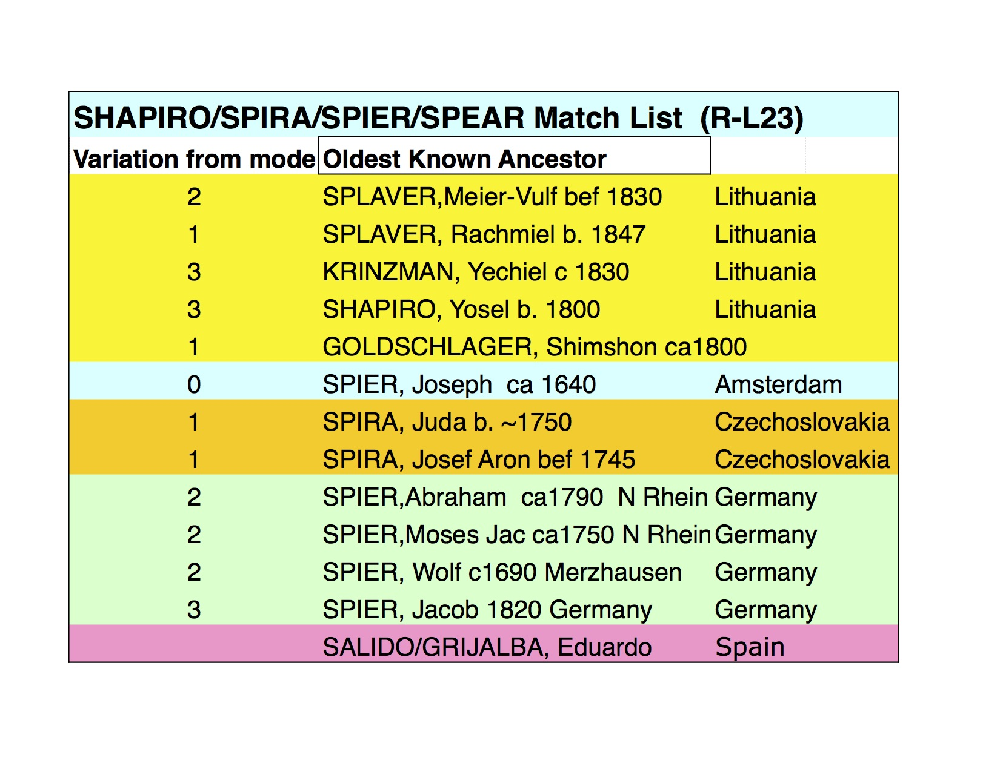 SHAPIRO/SPIRA/SPIER/SPEAR Match List (R-L23)
Variation from mode Oldest Known Ancestor
2 SPLAVER,Meier-Vulf bef 1830 Lithuania
1 SPLAVER, Rachmiel b. 1847 Lithuania
3 KRINZMAN, Yechiel c 1830 Lithuania
3 SHAPIRO, Yosel b. 1800 Lithuania
1 GOLDSCHLAGER, Shimshon ca1800
0 SPIER, Joseph ca 1640 Amsterdam
1 SPIRA, Juda b. ~1750 Czechoslovakia
1 SPIRA, Josef Aron bef 1745 Czechoslovakia
2 SPIER,Abraham ca1790 N Rhein Germany
2 SPIER,Moses Jac ca1750 N Rhein Germany
2 SPIER, Wolf c1690 Merzhausen Germany
3 SPIER, Jacob 1820 Germany Germany
SALIDO/GRIJALBA, Eduardo Spain